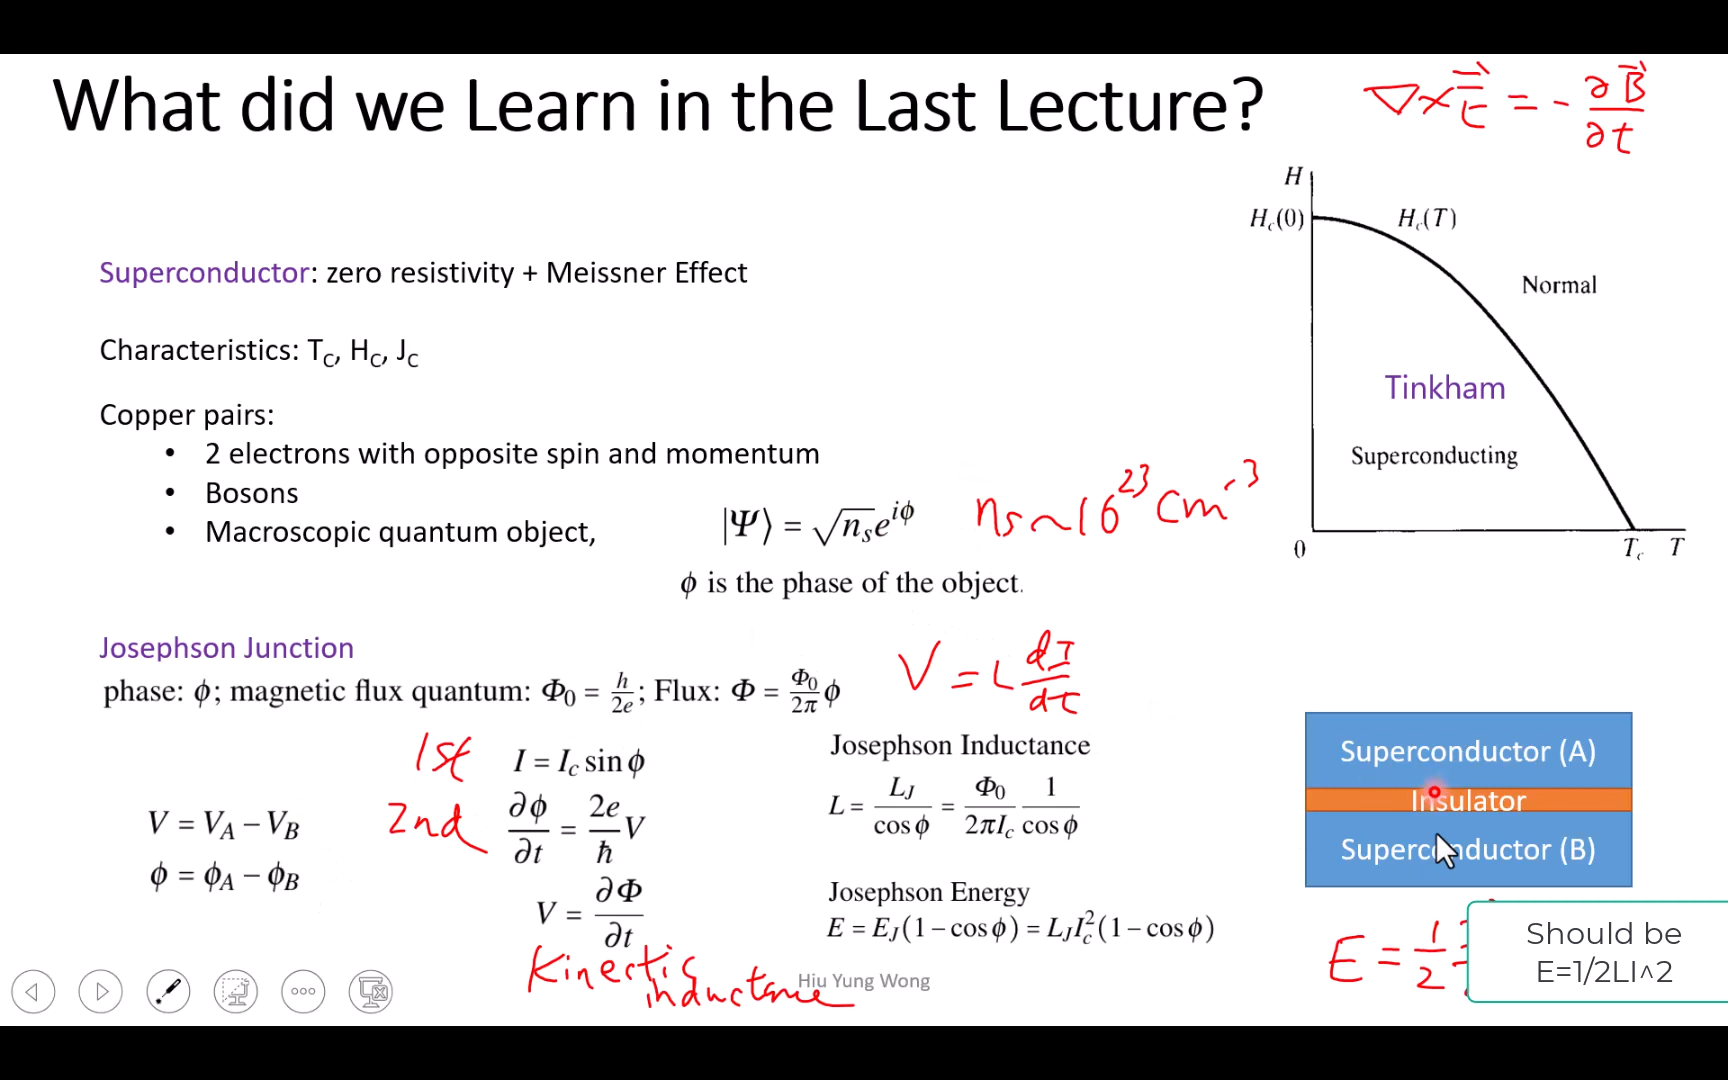 What did we Learn in the Last Lecture?
∇×E⃗ = - ∂B⃗/∂t
Superconductor: zero resistivity + Meissner Effect
Characteristics: T_C, H_C, J_C
Copper pairs:
• 2 electrons with opposite spin and momentum
• Bosons
• Macroscopic quantum object,
|Ψ⟩ = √n_s e^{iϕ}
ns ~ 10^23 cm^-3
ϕ is the phase of the object.
H
H_c(0)
H_c(T)
Normal
Tinkham
Superconducting
0
T_c
T
Josephson Junction
phase: ϕ; magnetic flux quantum: Φ_0 = h/2e; Flux: Φ = Φ_0/2π ϕ
V = L dI/dt
V = V_A − V_B
ϕ = ϕ_A − ϕ_B
1st
I = I_c sin ϕ
2nd
∂ϕ/∂t = 2e/ħ V
V = ∂Φ/∂t
Kinectic
inductance
Josephson Inductance
L = L_J/cos ϕ = Φ_0/2πI_c 1/cos ϕ
Josephson Energy
E = E_J(1 − cos ϕ) = L_J I_c^2(1 − cos ϕ)
Superconductor (A)
Insulator
Superconductor (B)
E = 1/2
Should be
E=1/2LI^2
Hiu Yung Wong